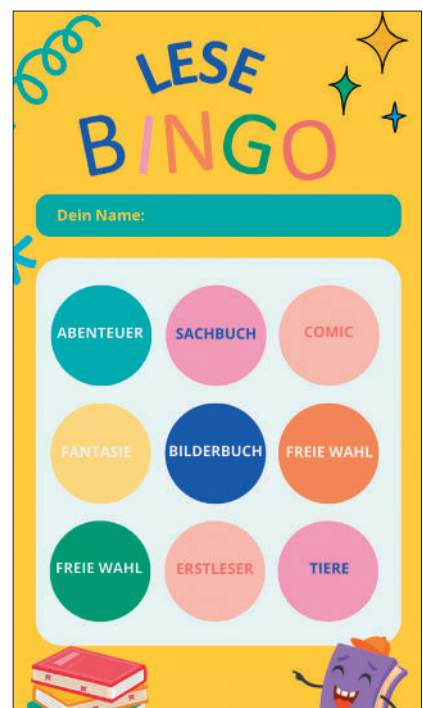 LESE
BINGO
Dein Name:
ABENTEUER SACHBUCH COMIC
FANTASIE BILDERBUCH FREIE WAHL
FREIE WAHL ERSTLESER TIERE